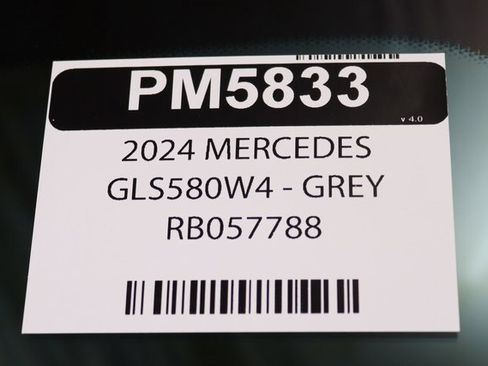 PM5833
v 4.0
2024 MERCEDES
GLS580W4 - GREY
RB057788